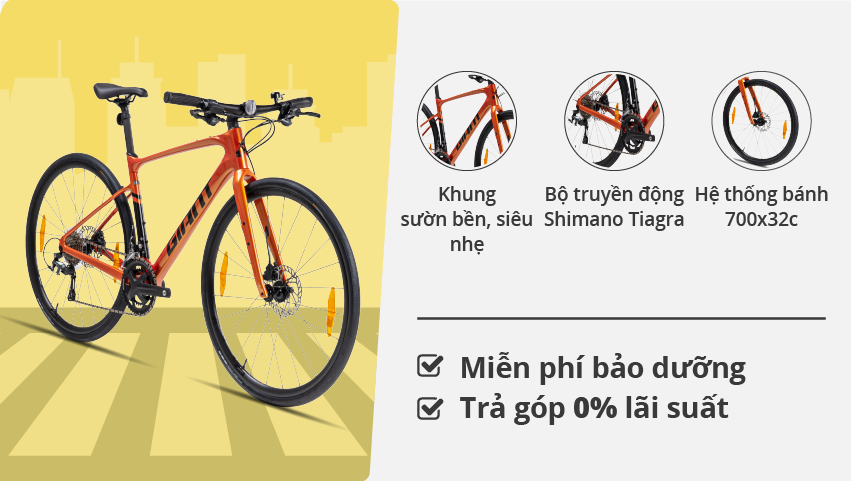 GIANT
Khung
sườn bền, siêu
nhẹ
Bộ truyền động
Shimano Tiagra
Hệ thống bánh
700x32c
Miễn phí bảo dưỡng
Trả góp 0% lãi suất